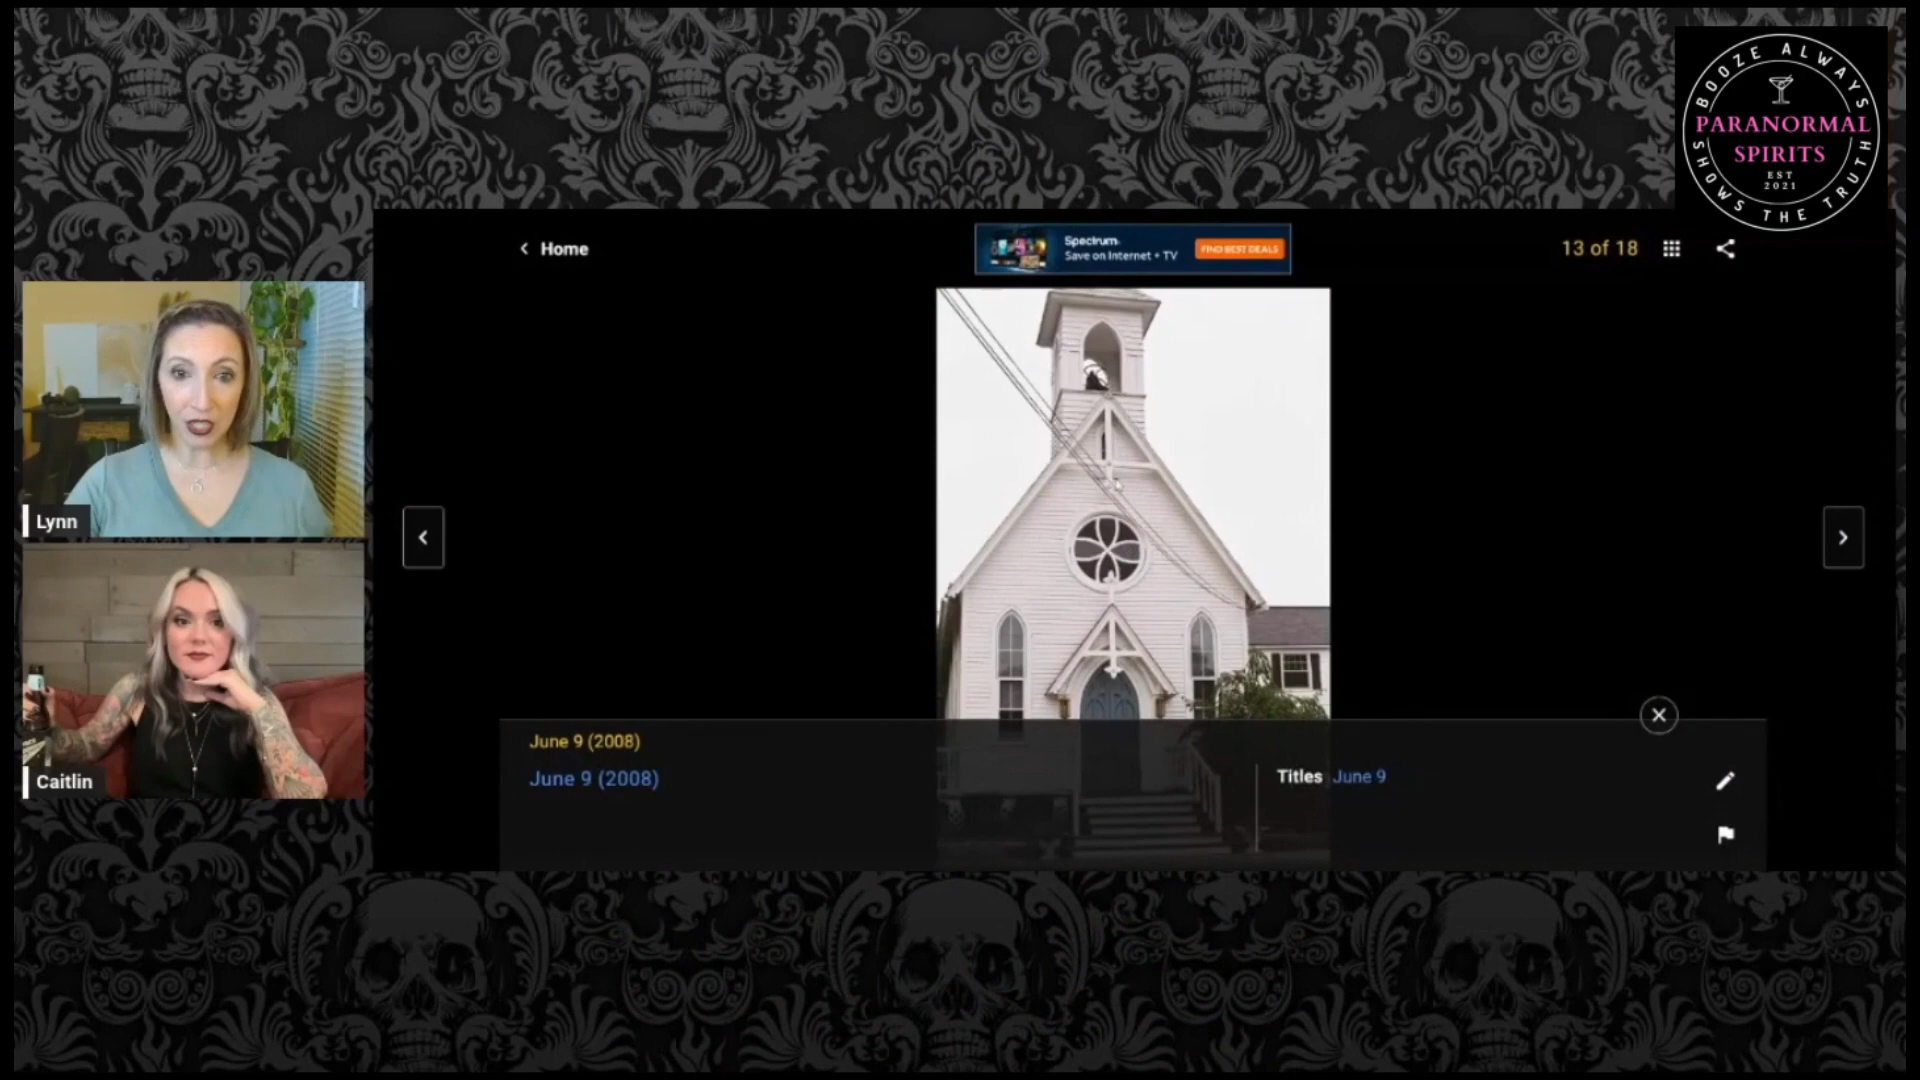 BOOZE ALWAYS
PARANORMAL
SPIRITS
EST
2021
SHOWS THE TRUTH
Home
Spectrum
Save on Internet + TV
FIND BEST DEALS
13 of 18
Lynn
Caitlin
June 9 (2008)
June 9 (2008)
Titles June 9